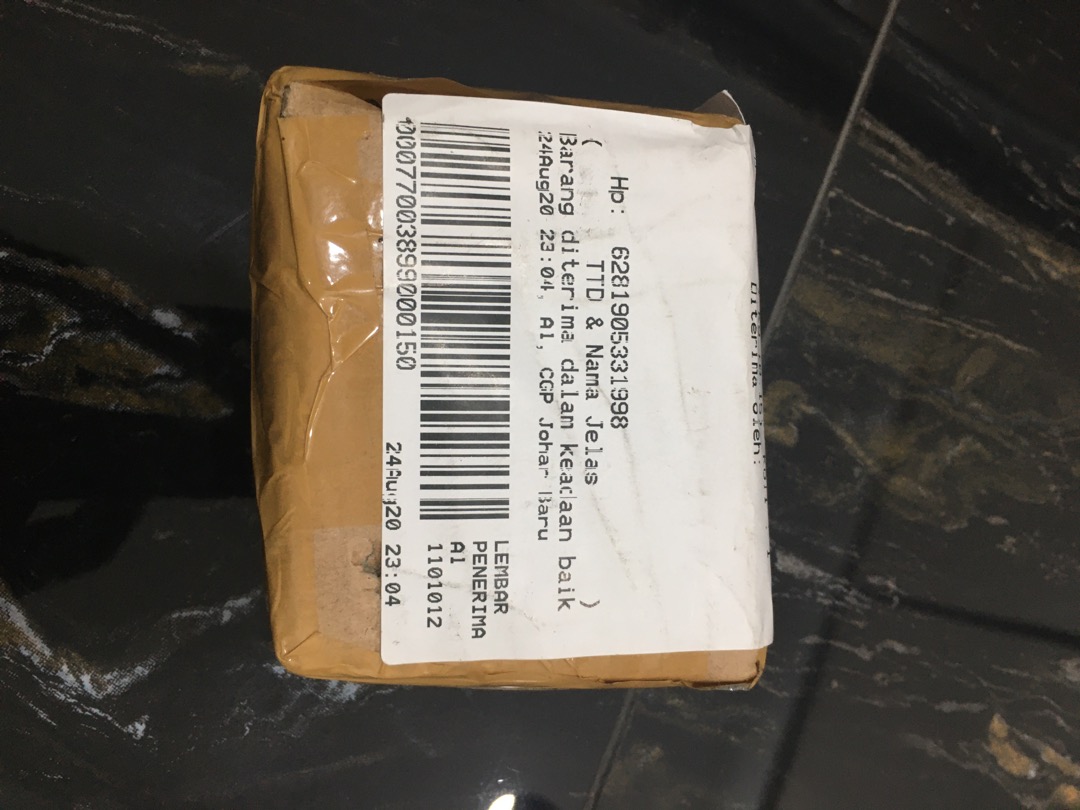 Diterima oleh:
Hp: 6281905331998
TTD & Nama Jelas
( )
Barang diterima dalam keadaan baik
24Aug20 23:04, A1, CGP Johar Baru
LEMBAR
PENERIMA
A1
1101012
000077003899000150
24Aug20 23:04